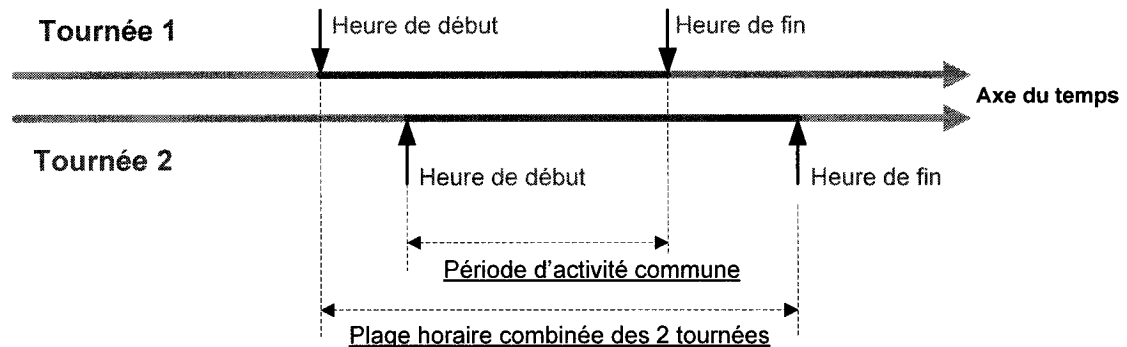 Tournée 1
Heure de début
Heure de fin
Axe du temps
Tournée 2
Heure de début
Heure de fin
Période d'activité commune
Plage horaire combinée des 2 tournées